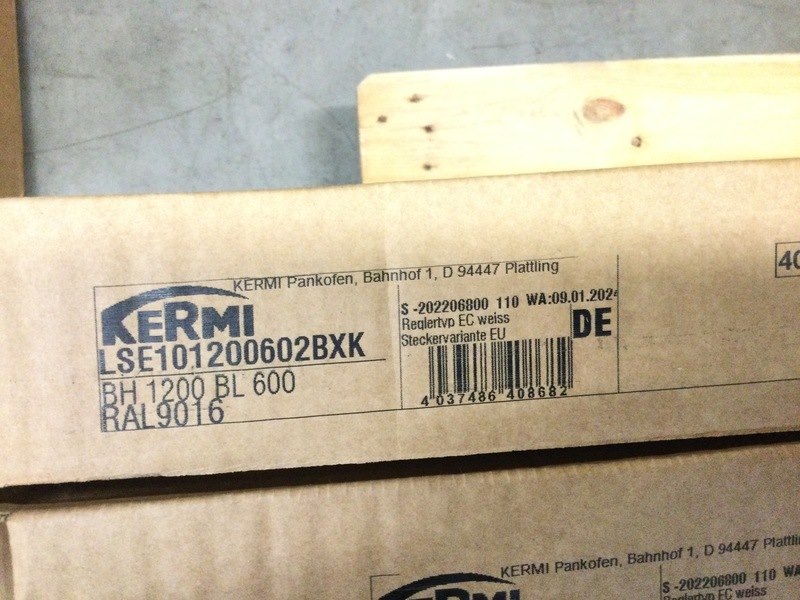 KERMI Pankofen, Bahnhof 1, D 94447 Plattling
KERMI
LSE101200602BXK
BH 1200 BL 600
RAL9016
S -202206800 110 WA:09.01.2024
Reglertyp EC weiss
Steckervariante EU
DE
4 037486 408682
40
KERMI Pankofen, Bahnhof 1, D 94447 Plattling
KERMI
S -202206800 110 WA:09.01
Reglertyp EC weiss